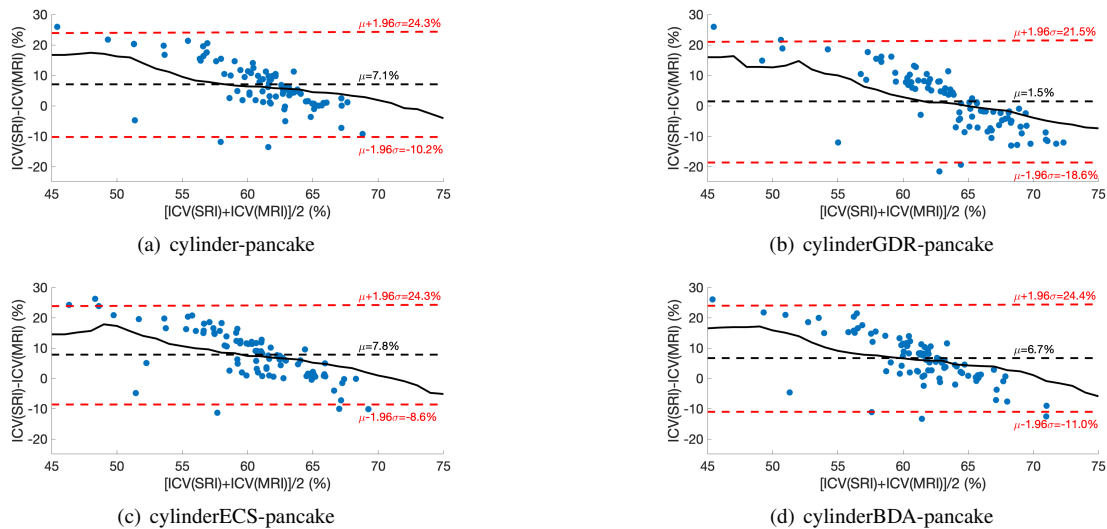 30
20
10
0
-10
-20
ICV(SRI)-ICV(MRI) (%)
μ+1.96σ=24.3%
μ=7.1%
μ-1.96σ=-10.2%
45 50 55 60 65 70 75
[ICV(SRI)+ICV(MRI)]/2 (%)
(a) cylinder-pancake
30
20
10
0
-10
-20
ICV(SRI)-ICV(MRI) (%)
μ+1.96σ=21.5%
μ=1.5%
μ-1.96σ=-18.6%
45 50 55 60 65 70 75
[ICV(SRI)+ICV(MRI)]/2 (%)
(b) cylinderGDR-pancake
30
20
10
0
-10
-20
ICV(SRI)-ICV(MRI) (%)
μ+1.96σ=24.3%
μ=7.8%
μ-1.96σ=-8.6%
45 50 55 60 65 70 75
[ICV(SRI)+ICV(MRI)]/2 (%)
(c) cylinderECS-pancake
30
20
10
0
-10
-20
ICV(SRI)-ICV(MRI) (%)
μ+1.96σ=24.4%
μ=6.7%
μ-1.96σ=-11.0%
45 50 55 60 65 70 75
[ICV(SRI)+ICV(MRI)]/2 (%)
(d) cylinderBDA-pancake